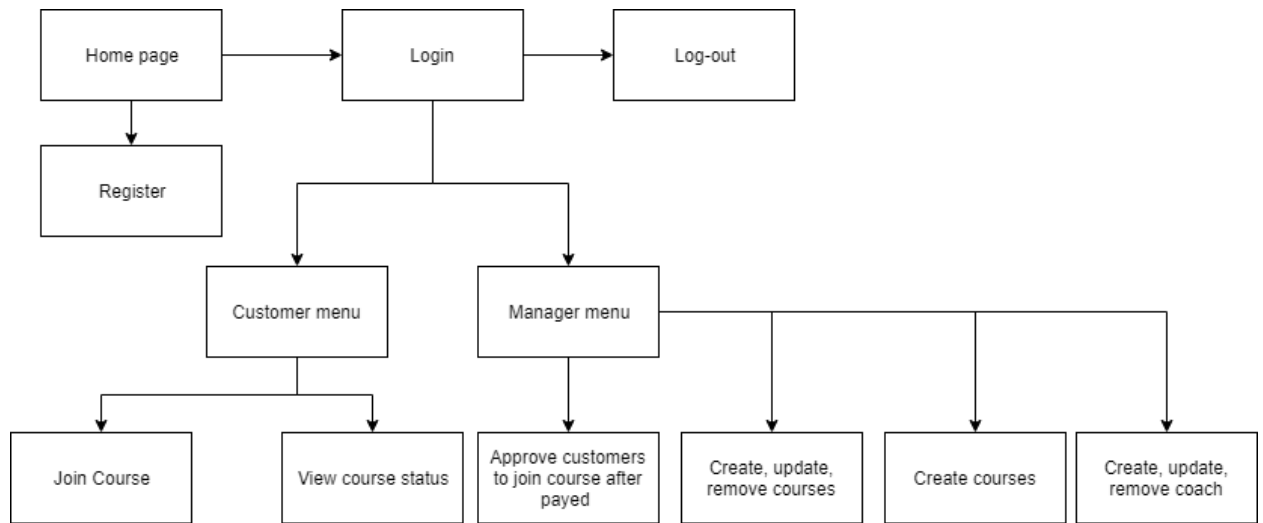 Home page
Login
Log-out
Register
Customer menu
Manager menu
Join Course
View course status
Approve customers
to join course after
payed
Create, update,
remove courses
Create courses
Create, update,
remove coach